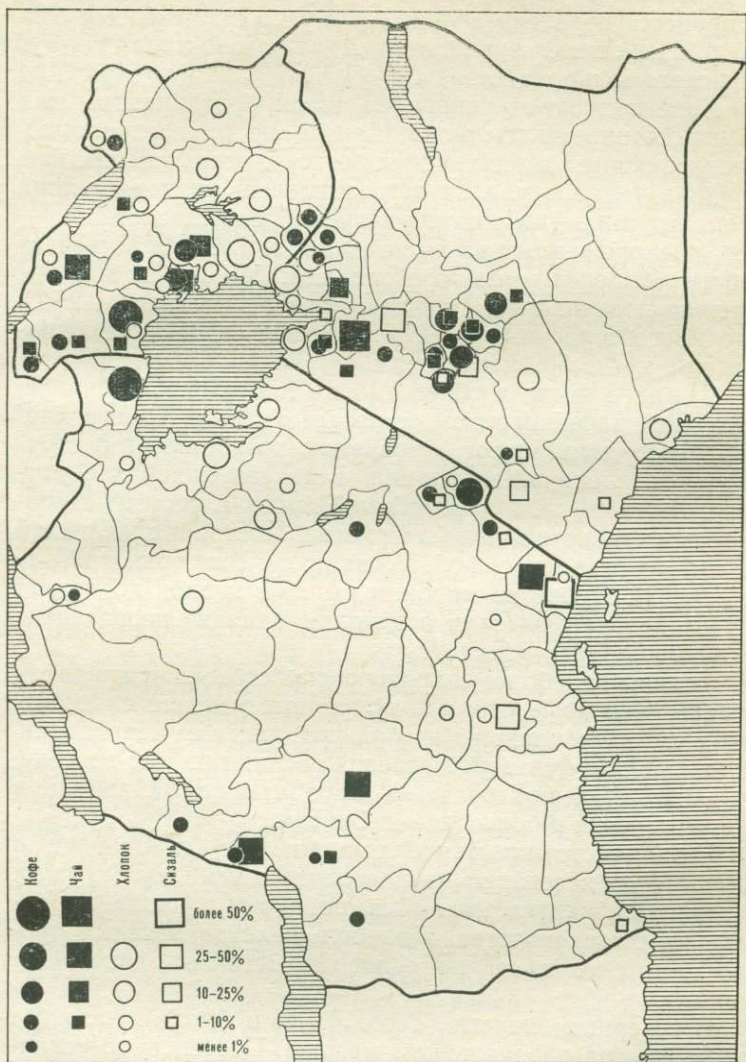 Кофе
Чай
Хлопок
Сизаль
более 50%
25–50%
10–25%
1–10%
менее 1%